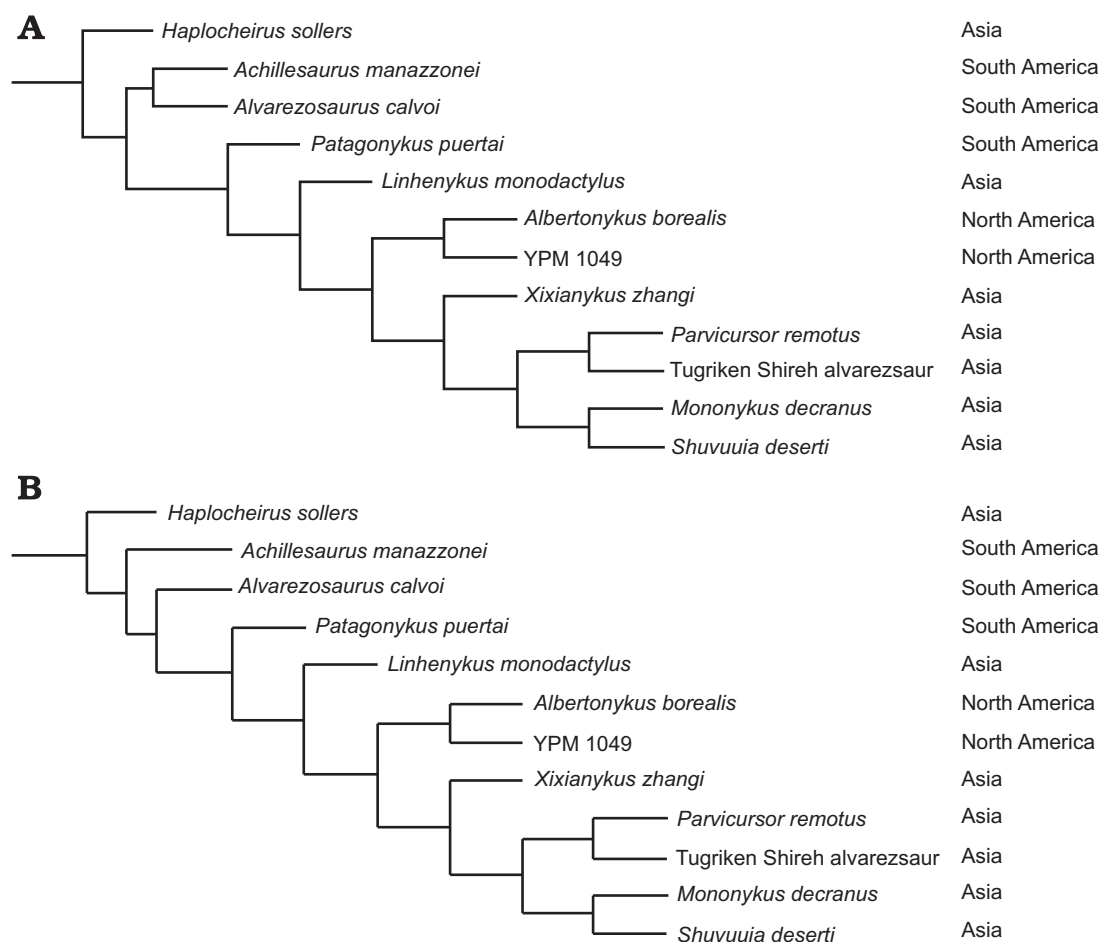 A
Haplocheirus sollers Asia
Achillesaurus manazzonei South America
Alvarezosaurus calvoi South America
Patagonykus puertai South America
Linhenykus monodactylus Asia
Albertonykus borealis North America
YPM 1049 North America
Xixianykus zhangi Asia
Parvicursor remotus Asia
Tugriken Shireh alvarezsaur Asia
Mononykus decranus Asia
Shuvuuia deserti Asia
B
Haplocheirus sollers Asia
Achillesaurus manazzonei South America
Alvarezosaurus calvoi South America
Patagonykus puertai South America
Linhenykus monodactylus Asia
Albertonykus borealis North America
YPM 1049 North America
Xixianykus zhangi Asia
Parvicursor remotus Asia
Tugriken Shireh alvarezsaur Asia
Mononykus decranus Asia
Shuvuuia deserti Asia